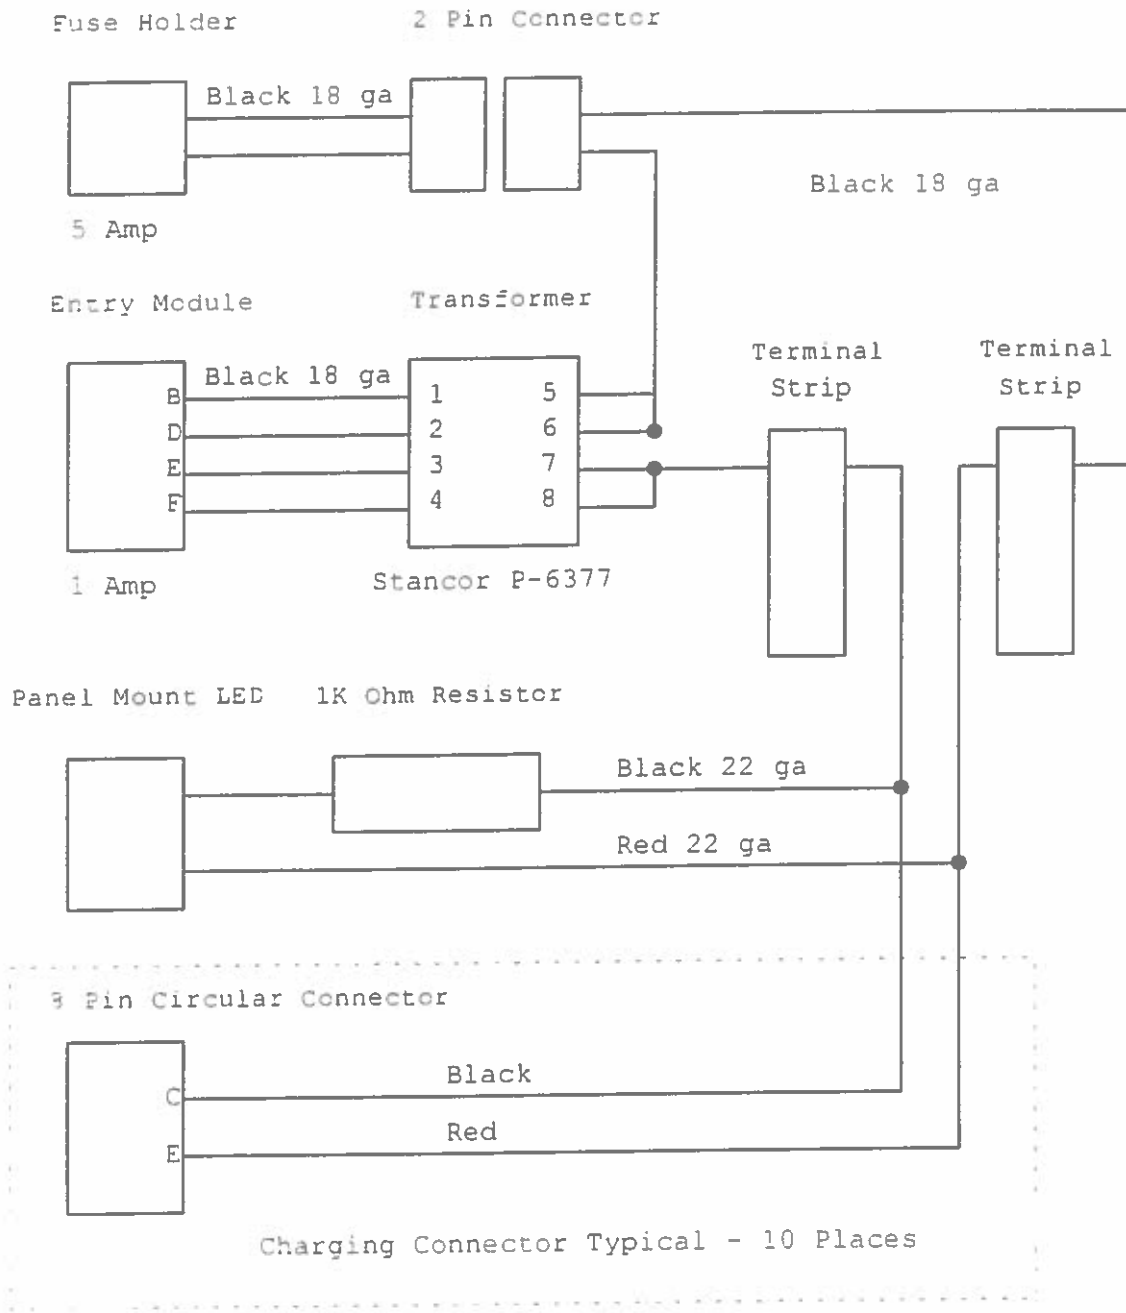 Fuse Holder
2 Pin Connector
Black 18 ga
Black 18 ga
5 Amp
Entry Module
Transformer
Terminal
Strip
Terminal
Strip
Black 18 ga
B
D
E
F
1
2
3
4
5
6
7
8
1 Amp
Stancor P-6377
Panel Mount LED
1K Ohm Resistor
Black 22 ga
Red 22 ga
Pin Circular Connector
C
E
Black
Red
Charging Connector Typical - 10 Places